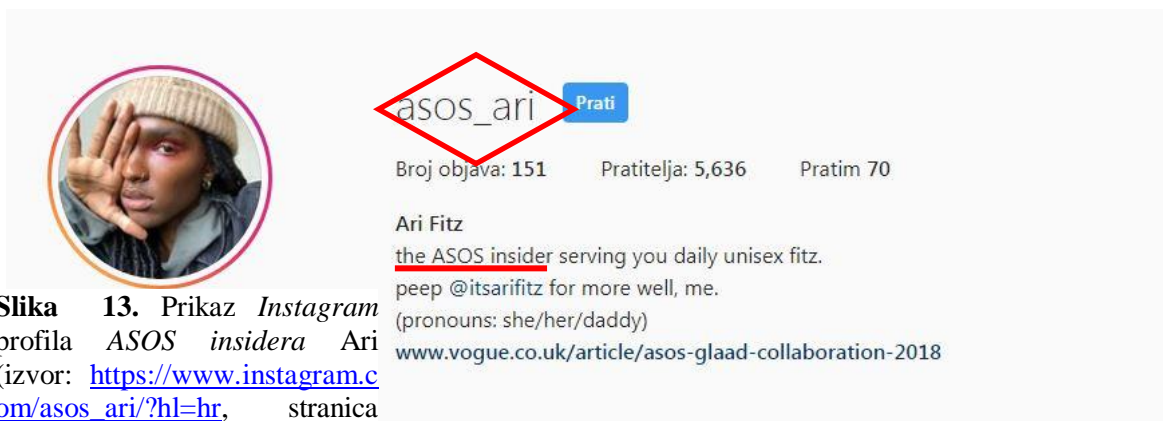 asos_ari Prati
Broj objava: 151 Pratitelja: 5,636 Pratim 70
Ari Fitz
the ASOS insider serving you daily unisex fitz.
peep @itsarifitz for more well, me.
(pronouns: she/her/daddy)
www.vogue.co.uk/article/asos-glaad-collaboration-2018
Slika 13. Prikaz Instagram
profila ASOS insidera Ari
(izvor: https://www.instagram.c
om/asos_ari/?hl=hr, stranica